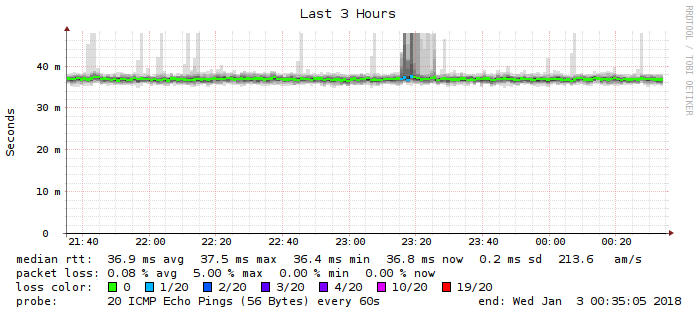 Last 3 Hours
RRDTOOL / TOBI OETIKER
Seconds
40 m
30 m
20 m
10 m
0
21:40 22:00 22:20 22:40 23:00 23:20 23:40 00:00 00:20
median rtt: 36.9 ms avg 37.5 ms max 36.4 ms min 36.8 ms now 0.2 ms sd 213.6 am/s
packet loss: 0.08 % avg 5.00 % max 0.00 % min 0.00 % now
loss color: 0 1/20 2/20 3/20 4/20 10/20 19/20
probe: 20 ICMP Echo Pings (56 Bytes) every 60s end: Wed Jan 3 00:35:05 2018